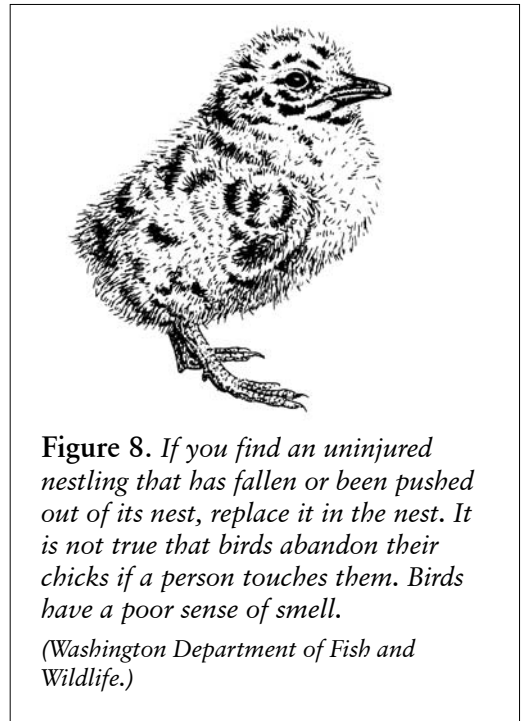 Figure 8. If you find an uninjured
nestling that has fallen or been pushed
out of its nest, replace it in the nest. It
is not true that birds abandon their
chicks if a person touches them. Birds
have a poor sense of smell.
(Washington Department of Fish and
Wildlife.)